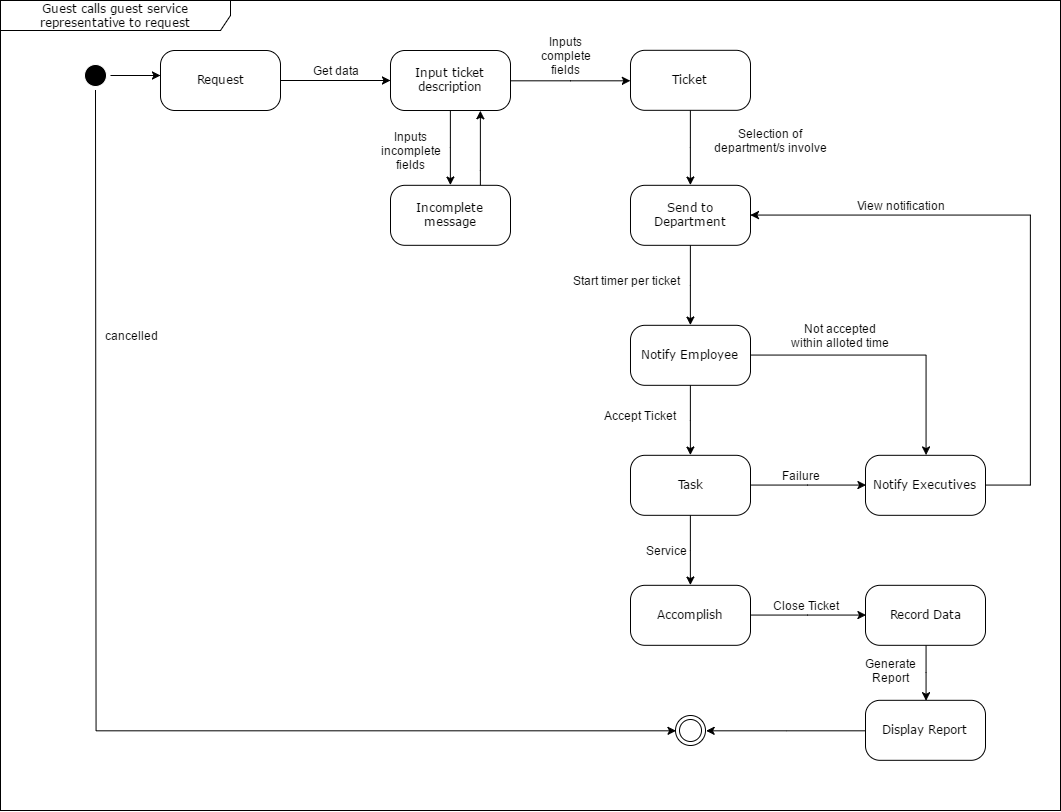 Guest calls guest service
representative to request
Request
Get data
Input ticket
description
Inputs
complete
fields
Ticket
Inputs
incomplete
fields
Selection of
department/s involve
Incomplete
message
Send to
Department
View notification
Start timer per ticket
cancelled
Notify Employee
Not accepted
within alloted time
Accept Ticket
Task
Failure
Notify Executives
Service
Accomplish
Close Ticket
Record Data
Generate
Report
Display Report